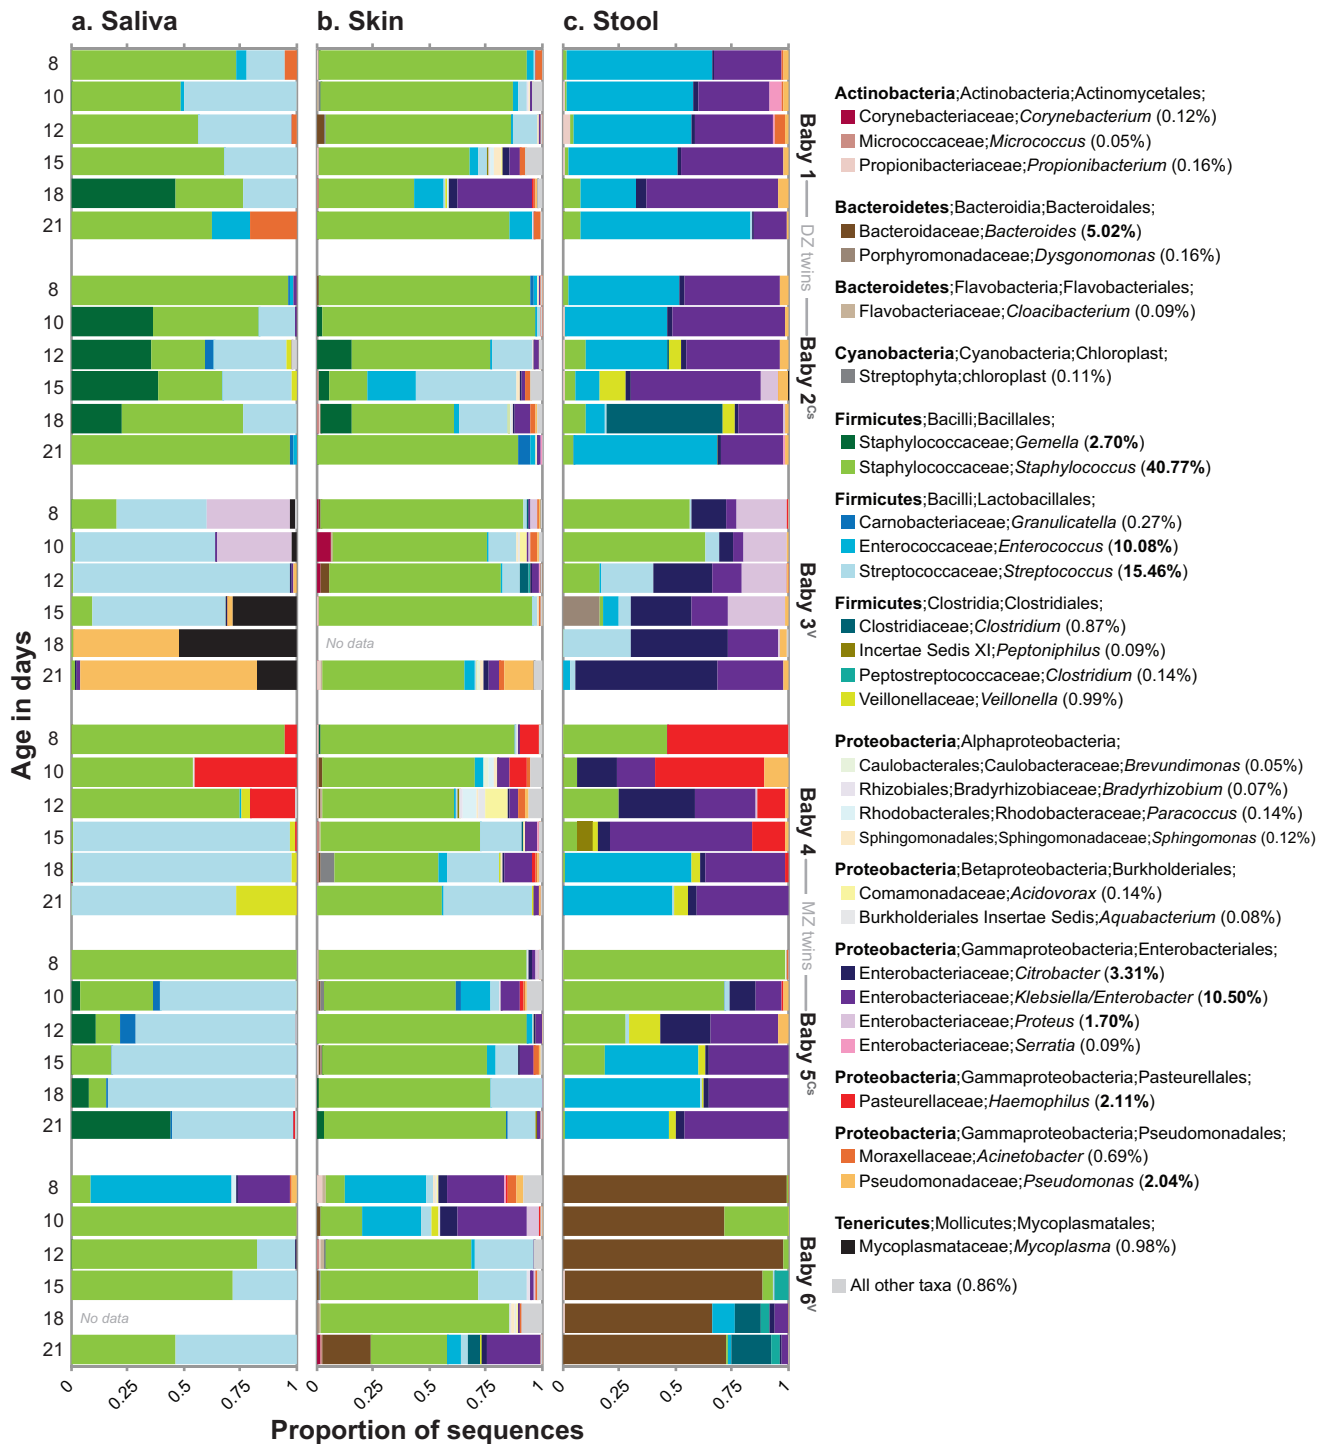 a. Saliva
b. Skin
c. Stool
Age in days
8
10
12
15
18
21
Baby 1
DZ twins
8
10
12
15
18
21
Baby 2Cs
8
10
12
15
18
21
No data
Baby 3V
8
10
12
15
18
21
Baby 4
MZ twins
8
10
12
15
18
21
Baby 5Cs
8
10
12
15
18
21
No data
Baby 6V
0 0.25 0.5 0.75 1
0 0.25 0.5 0.75 1
0 0.25 0.5 0.75 1
Proportion of sequences
Actinobacteria;Actinobacteria;Actinomycetales;
Corynebacteriaceae;Corynebacterium (0.12%)
Micrococcaceae;Micrococcus (0.05%)
Propionibacteriaceae;Propionibacterium (0.16%)
Bacteroidetes;Bacteroidia;Bacteroidales;
Bacteroidaceae;Bacteroides (5.02%)
Porphyromonadaceae;Dysgonomonas (0.16%)
Bacteroidetes;Flavobacteria;Flavobacteriales;
Flavobacteriaceae;Cloacibacterium (0.09%)
Cyanobacteria;Cyanobacteria;Chloroplast;
Streptophyta;chloroplast (0.11%)
Firmicutes;Bacilli;Bacillales;
Staphylococcaceae;Gemella (2.70%)
Staphylococcaceae;Staphylococcus (40.77%)
Firmicutes;Bacilli;Lactobacillales;
Carnobacteriaceae;Granulicatella (0.27%)
Enterococcaceae;Enterococcus (10.08%)
Streptococcaceae;Streptococcus (15.46%)
Firmicutes;Clostridia;Clostridiales;
Clostridiaceae;Clostridium (0.87%)
Incertae Sedis XI;Peptoniphilus (0.09%)
Peptostreptococcaceae;Clostridium (0.14%)
Veillonellaceae;Veillonella (0.99%)
Proteobacteria;Alphaproteobacteria;
Caulobacterales;Caulobacteraceae;Brevundimonas (0.05%)
Rhizobiales;Bradyrhizobiaceae;Bradyrhizobium (0.07%)
Rhodobacterales;Rhodobacteraceae;Paracoccus (0.14%)
Sphingomonadales;Sphingomonadaceae;Sphingomonas (0.12%)
Proteobacteria;Betaproteobacteria;Burkholderiales;
Comamonadaceae;Acidovorax (0.14%)
Burkholderiales Insertae Sedis;Aquabacterium (0.08%)
Proteobacteria;Gammaproteobacteria;Enterobacteriales;
Enterobacteriaceae;Citrobacter (3.31%)
Enterobacteriaceae;Klebsiella/Enterobacter (10.50%)
Enterobacteriaceae;Proteus (1.70%)
Enterobacteriaceae;Serratia (0.09%)
Proteobacteria;Gammaproteobacteria;Pasteurellales;
Pasteurellaceae;Haemophilus (2.11%)
Proteobacteria;Gammaproteobacteria;Pseudomonadales;
Moraxellaceae;Acinetobacter (0.69%)
Pseudomonadaceae;Pseudomonas (2.04%)
Tenericutes;Mollicutes;Mycoplasmatales;
Mycoplasmataceae;Mycoplasma (0.98%)
All other taxa (0.86%)